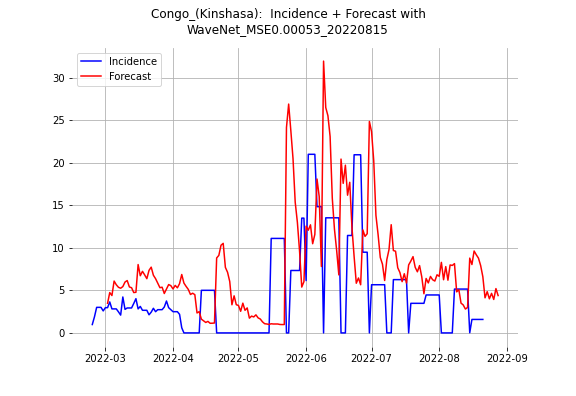 Congo_(Kinshasa):  Incidence + Forecast with
WaveNet_MSE0.00053_20220815
Incidence
Forecast
30
25
20
15
10
5
0
2022-03 2022-04 2022-05 2022-06 2022-07 2022-08 2022-09